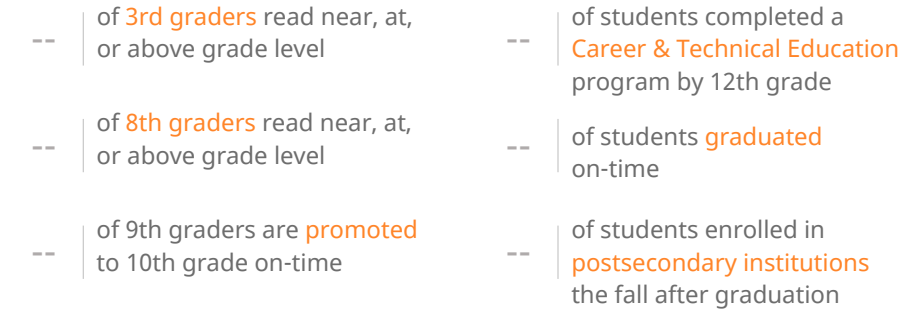 -- of 3rd graders read near, at,
or above grade level
-- of 8th graders read near, at,
or above grade level
-- of 9th graders are promoted
to 10th grade on-time
-- of students completed a
Career & Technical Education
program by 12th grade
-- of students graduated
on-time
-- of students enrolled in
postsecondary institutions
the fall after graduation